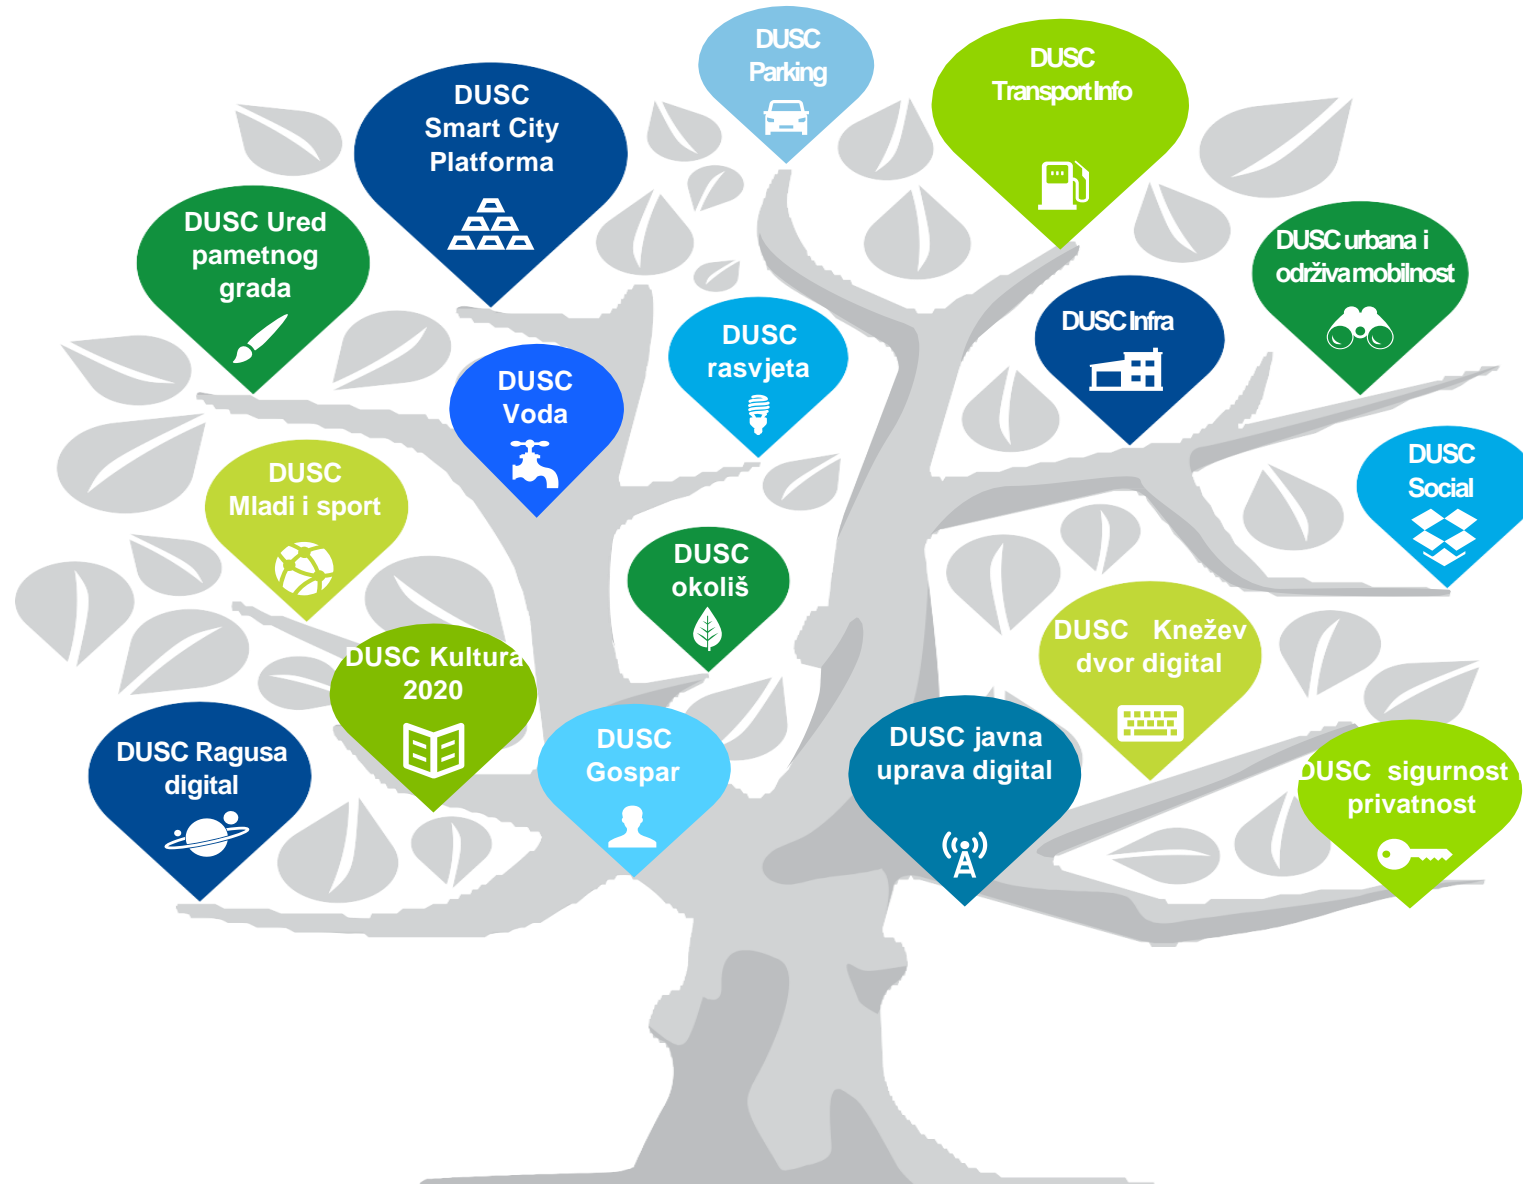 DUSC
Parking
DUSC
Transport Info
DUSC
Smart City
Platforma
DUSC Ured
pametnog
grada
DUSC urbana i
održiva mobilnost
DUSC Infra
DUSC
rasvjeta
DUSC
Voda
DUSC
Mladi i sport
DUSC
Social
DUSC
okoliš
DUSC Knežev
dvor digital
DUSC Kultura
2020
DUSC Ragusa
digital
DUSC
Gospar
DUSC javna
uprava digital
DUSC sigurnost
privatnost